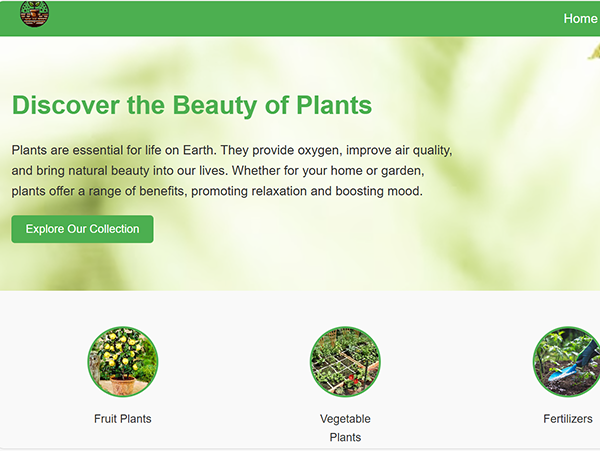 Home
Discover the Beauty of Plants
Plants are essential for life on Earth. They provide oxygen, improve air quality,
and bring natural beauty into our lives. Whether for your home or garden,
plants offer a range of benefits, promoting relaxation and boosting mood.
Explore Our Collection
Fruit Plants
Vegetable
Plants
Fertilizers